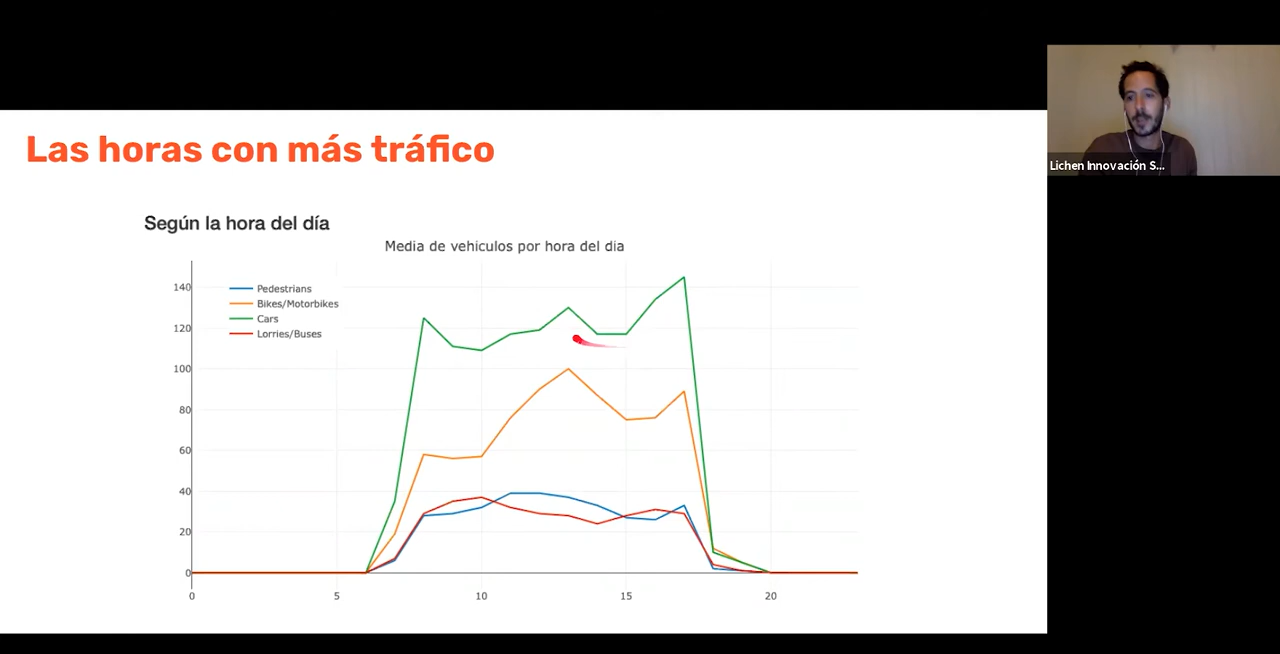 Las horas con más tráfico
Según la hora del día
Media de vehiculos por hora del dia
Pedestrians
Bikes/Motorbikes
Cars
Lorries/Buses
140
120
100
80
60
40
20
0
0 5 10 15 20
Lichen Innovación S...